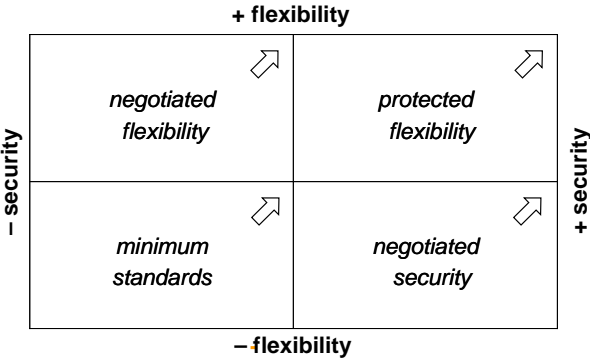 + flexibility
negotiated
flexibility
protected
flexibility
– security
+ security
minimum
standards
negotiated
security
– flexibility